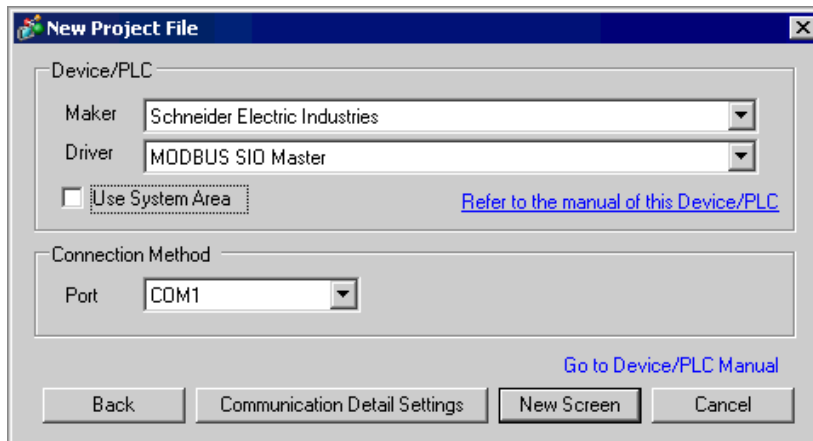 New Project File
Device/PLC
Maker Schneider Electric Industries
Driver MODBUS SIO Master
Use System Area Refer to the manual of this Device/PLC
Connection Method
Port COM1
Go to Device/PLC Manual
Back Communication Detail Settings New Screen Cancel